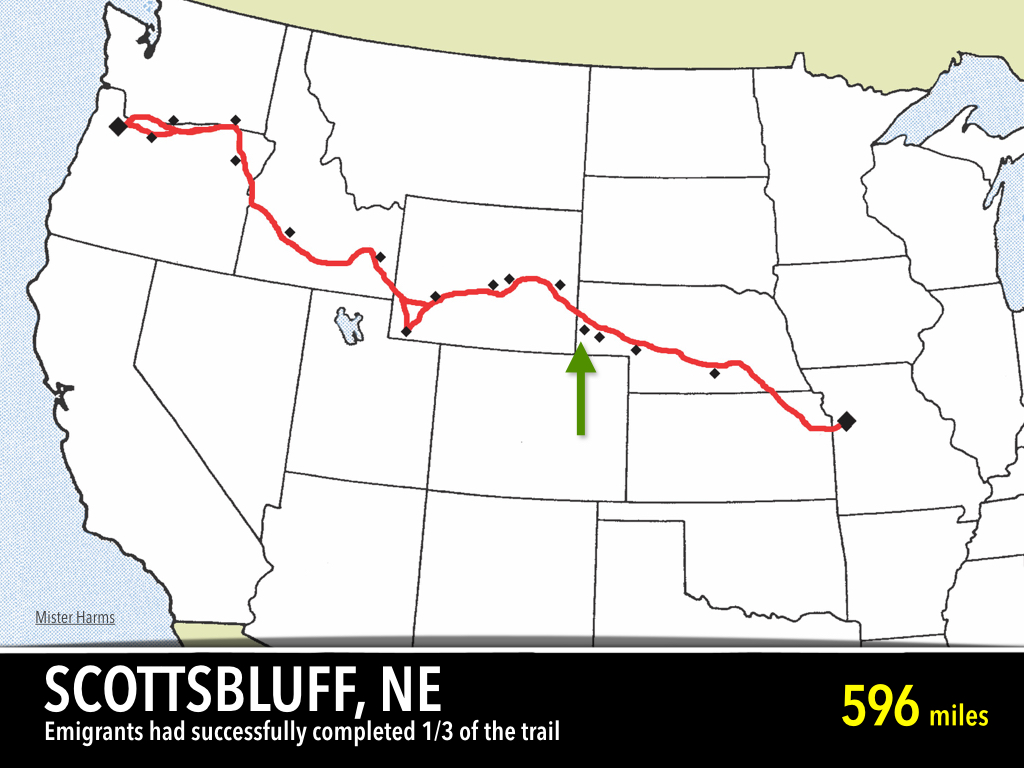 Mister Harms
SCOTTSBLUFF, NE
Emigrants had successfully completed 1/3 of the trail
596 miles